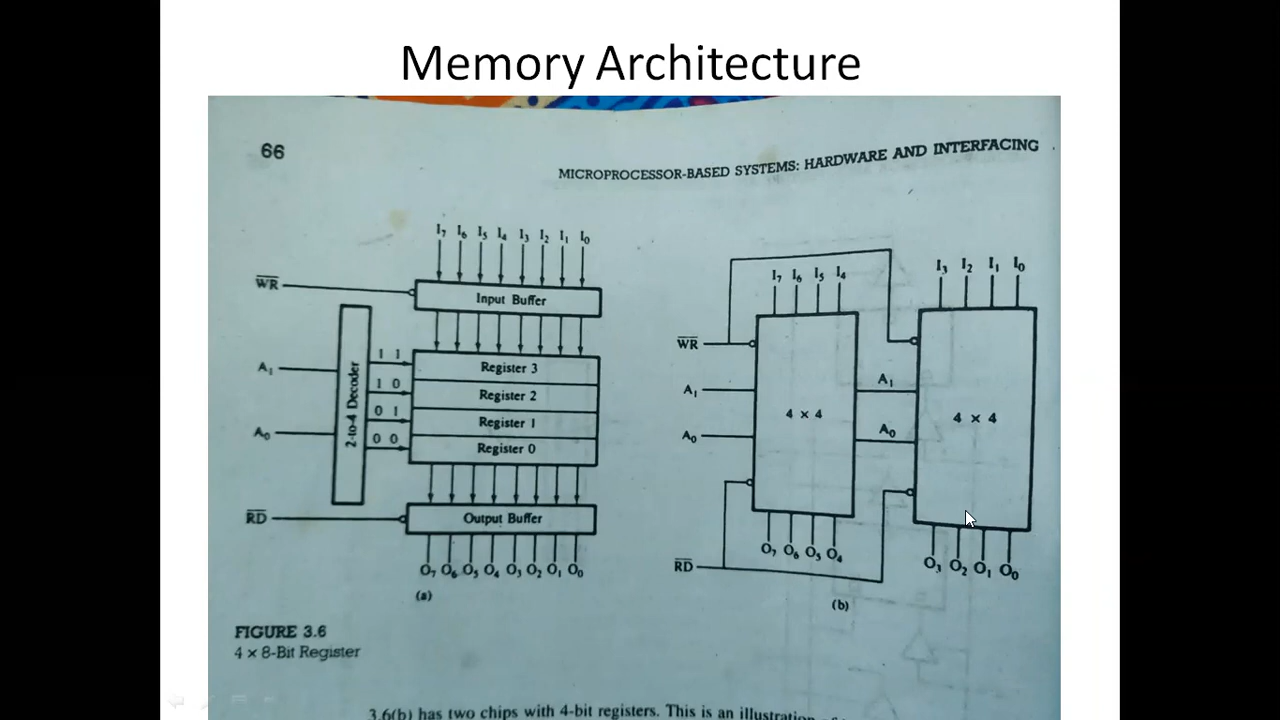 Memory Architecture
66
MICROPROCESSOR-BASED SYSTEMS: HARDWARE AND INTERFACING
I₇ I₆ I₅ I₄ I₃ I₂ I₁ I₀
W̅R̅
Input Buffer
A₁
A₀
2-to-4 Decoder
1 1
1 0
0 1
0 0
Register 3
Register 2
Register 1
Register 0
R̅D̅
Output Buffer
O₇ O₆ O₅ O₄ O₃ O₂ O₁ O₀
(a)
I₇ I₆ I₅ I₄
I₃ I₂ I₁ I₀
W̅R̅
A₁
A₀
4 × 4
A₁
A₀
4 × 4
O₇ O₆ O₅ O₄
O₃ O₂ O₁ O₀
R̅D̅
(b)
FIGURE 3.6
4 × 8-Bit Register
3.6(b) has two chips with 4-bit registers. This is an illustration